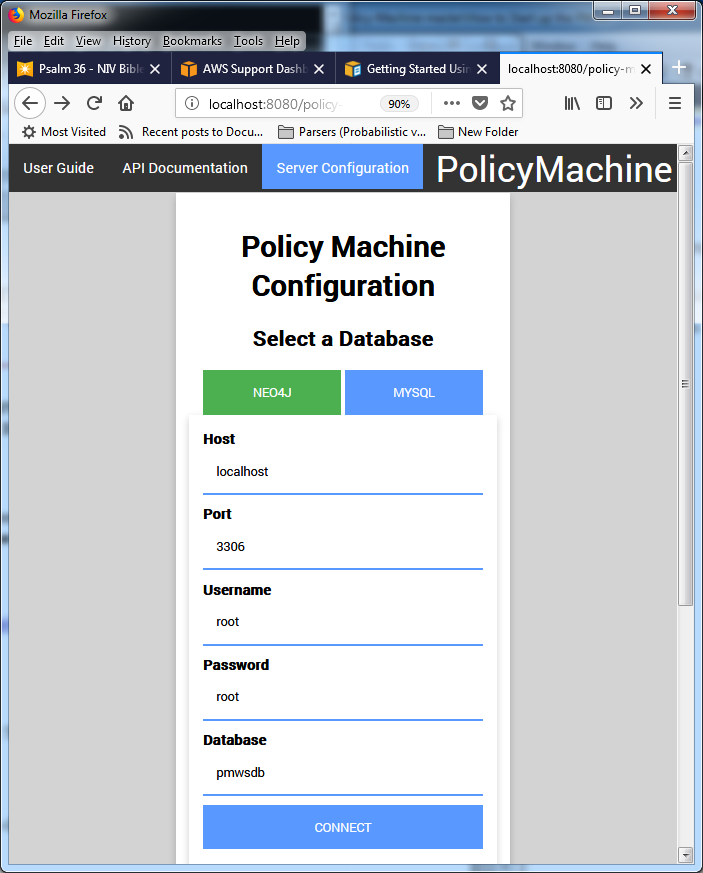 Mozilla Firefox
File Edit View History Bookmarks Tools Help
Psalm 36 - NIV Bibl
AWS Support Dashb
Getting Started Usin
localhost:8080/policy-m
localhost:8080/policy-
90%
Most Visited
Recent posts to Docu...
Parsers (Probabilistic v...
New Folder
User Guide
API Documentation
Server Configuration
PolicyMachine
Policy Machine
Configuration
Select a Database
NEO4J
MYSQL
Host
localhost
Port
3306
Username
root
Password
root
Database
pmwsdb
CONNECT